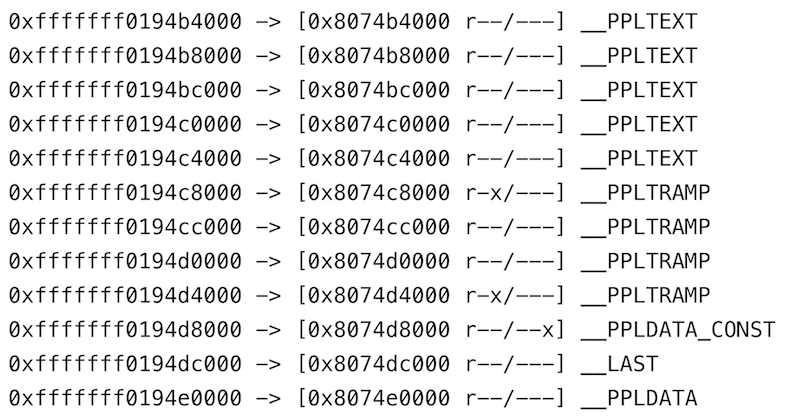 0xfffffff0194b4000 —> [0x8074b4000 r——/———] __PPLTEXT
0xfffffff0194b8000 —> [0x8074b8000 r——/———] __PPLTEXT
0xfffffff0194bc000 —> [0x8074bc000 r——/———] __PPLTEXT
0xfffffff0194c0000 —> [0x8074c0000 r——/———] __PPLTEXT
0xfffffff0194c4000 —> [0x8074c4000 r——/———] __PPLTEXT
0xfffffff0194c8000 —> [0x8074c8000 r—x/———] __PPLTRAMP
0xfffffff0194cc000 —> [0x8074cc000 r——/———] __PPLTRAMP
0xfffffff0194d0000 —> [0x8074d0000 r——/———] __PPLTRAMP
0xfffffff0194d4000 —> [0x8074d4000 r—x/———] __PPLTRAMP
0xfffffff0194d8000 —> [0x8074d8000 r——/——x] __PPLDATA_CONST
0xfffffff0194dc000 —> [0x8074dc000 r——/———] __LAST
0xfffffff0194e0000 —> [0x8074e0000 r——/———] __PPLDATA